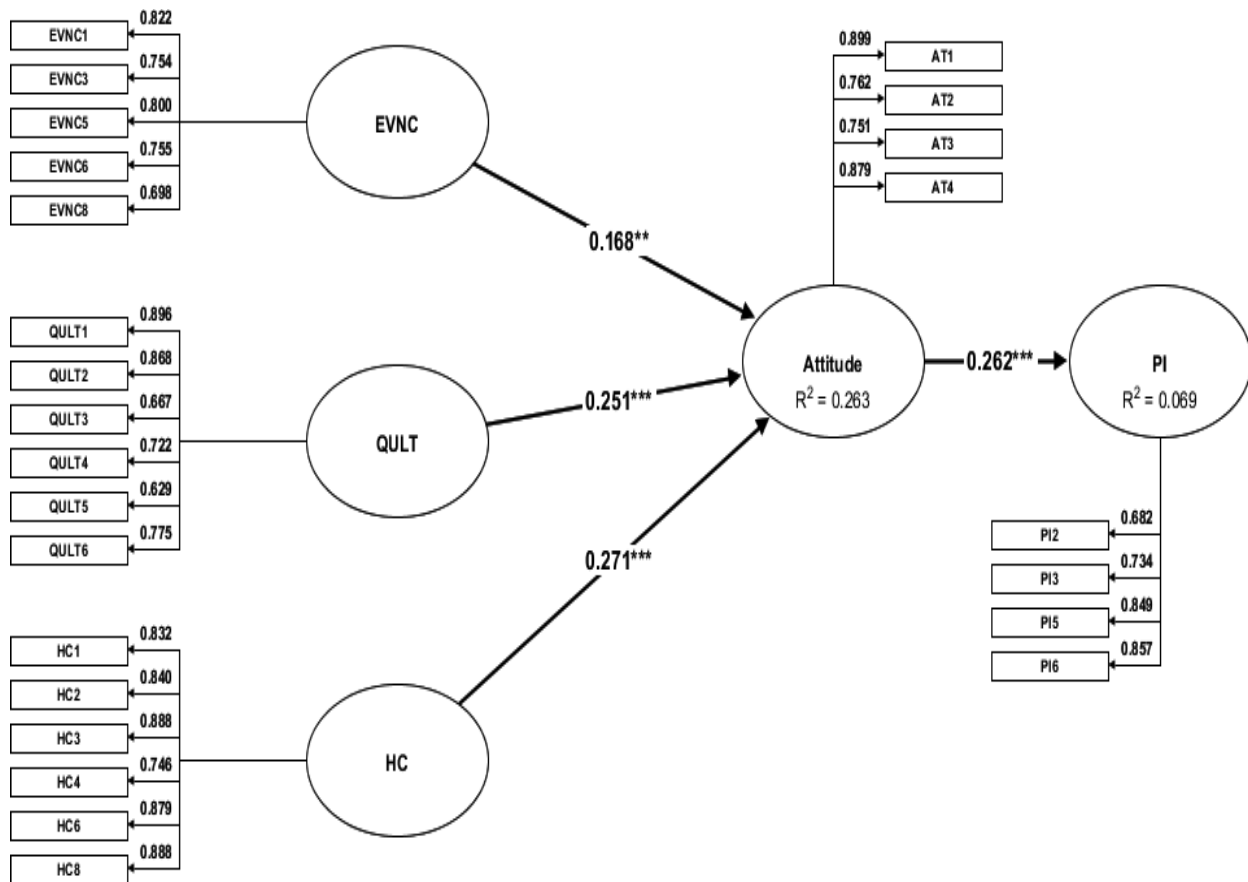 0.822
EVNC1
0.754
EVNC3
0.800
EVNC5
0.755
EVNC6
0.698
EVNC8
EVNC
0.168**
0.896
QULT1
0.868
QULT2
0.667
QULT3
0.722
QULT4
0.629
QULT5
0.775
QULT6
QULT
0.251***
0.832
HC1
0.840
HC2
0.888
HC3
0.746
HC4
0.879
HC6
0.888
HC8
HC
0.271***
0.899
AT1
0.762
AT2
0.751
AT3
0.879
AT4
Attitude
R² = 0.263
0.262***
PI
R² = 0.069
0.682
PI2
0.734
PI3
0.849
PI5
0.857
PI6